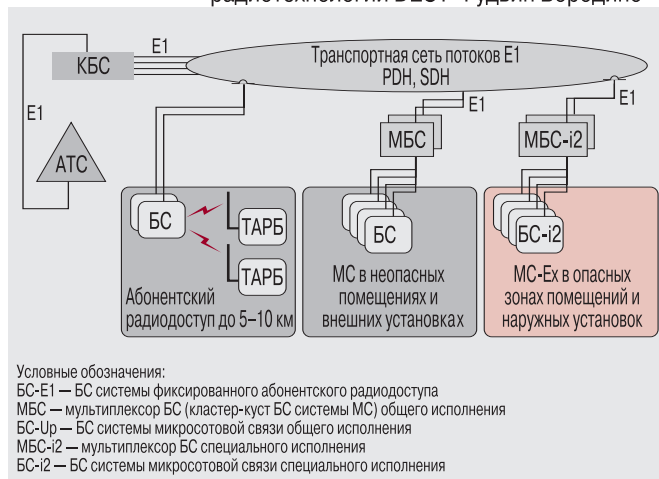 радиотехнологии DECT "Гудвин Бородино"
КБС
E1
Транспортная сеть потоков E1
PDH, SDH
E1
E1
E1
АТС
МБС
МБС-i2
БС
ТАРБ
ТАРБ
Абонентский
радиодоступ до 5–10 км
БС
МС в неопасных
помещениях и
внешних установках
БС-i2
МС-Ex в опасных
зонах помещений и
наружных установок
Условные обозначения:
БС-E1 — БС системы фиксированного абонентского радиодоступа
МБС — мультиплексор БС (кластер-куст БС системы МС) общего исполнения
БС-Up — БС системы микросотовой связи общего исполнения
МБС-i2 — мультиплексор БС специального исполнения
БС-i2 — БС системы микросотовой связи специального исполнения